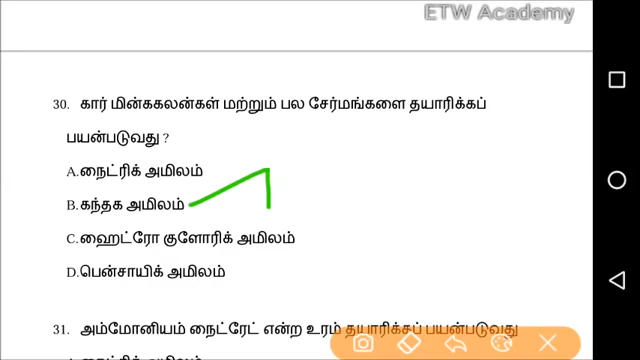 ETW Academy
30. கார் மின்ககலன்கள் மற்றும் பல சேர்மங்களை தயாரிக்கப்
பயன்படுவது ?
A.நைட்ரிக் அமிலம்
B.கந்தக அமிலம்
C.ஹைட்ரோ குளோரிக் அமிலம்
D.பென்சாயிக் அமிலம்
31. அம்மோனியம் நைட்ரேட் என்ற உரம் தயாரிக்கப் பயன்படுவது